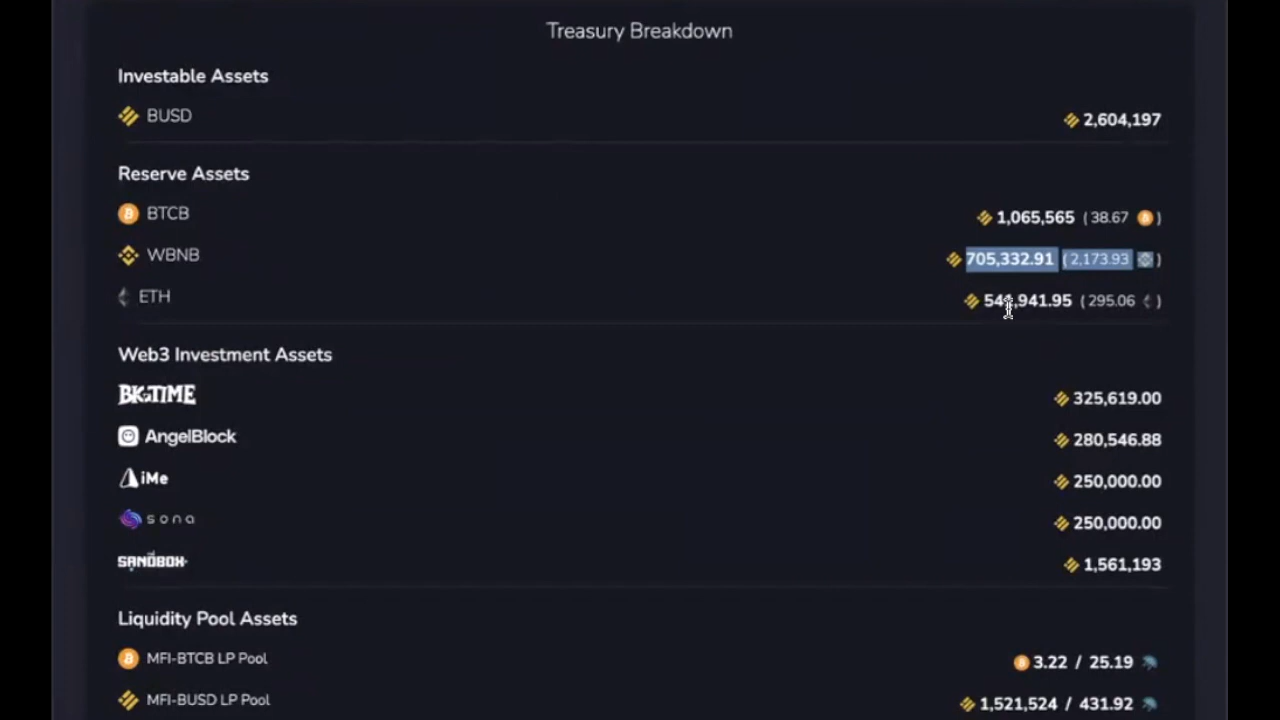 Treasury Breakdown
Investable Assets
BUSD 2,604,197
Reserve Assets
BTCB 1,065,565 ( 38.67 )
WBNB 705,332.91 ( 2,173.93 )
ETH ( 295.06 )
Web3 Investment Assets
BIGTIME 325,619.00
AngelBlock 280,546.88
iMe 250,000.00
sona 250,000.00
THE SANDBOX 1,561,193
Liquidity Pool Assets
MFI-BTCB LP Pool 3.22 / 25.19
MFI-BUSD LP Pool 1,521,524 / 431.92